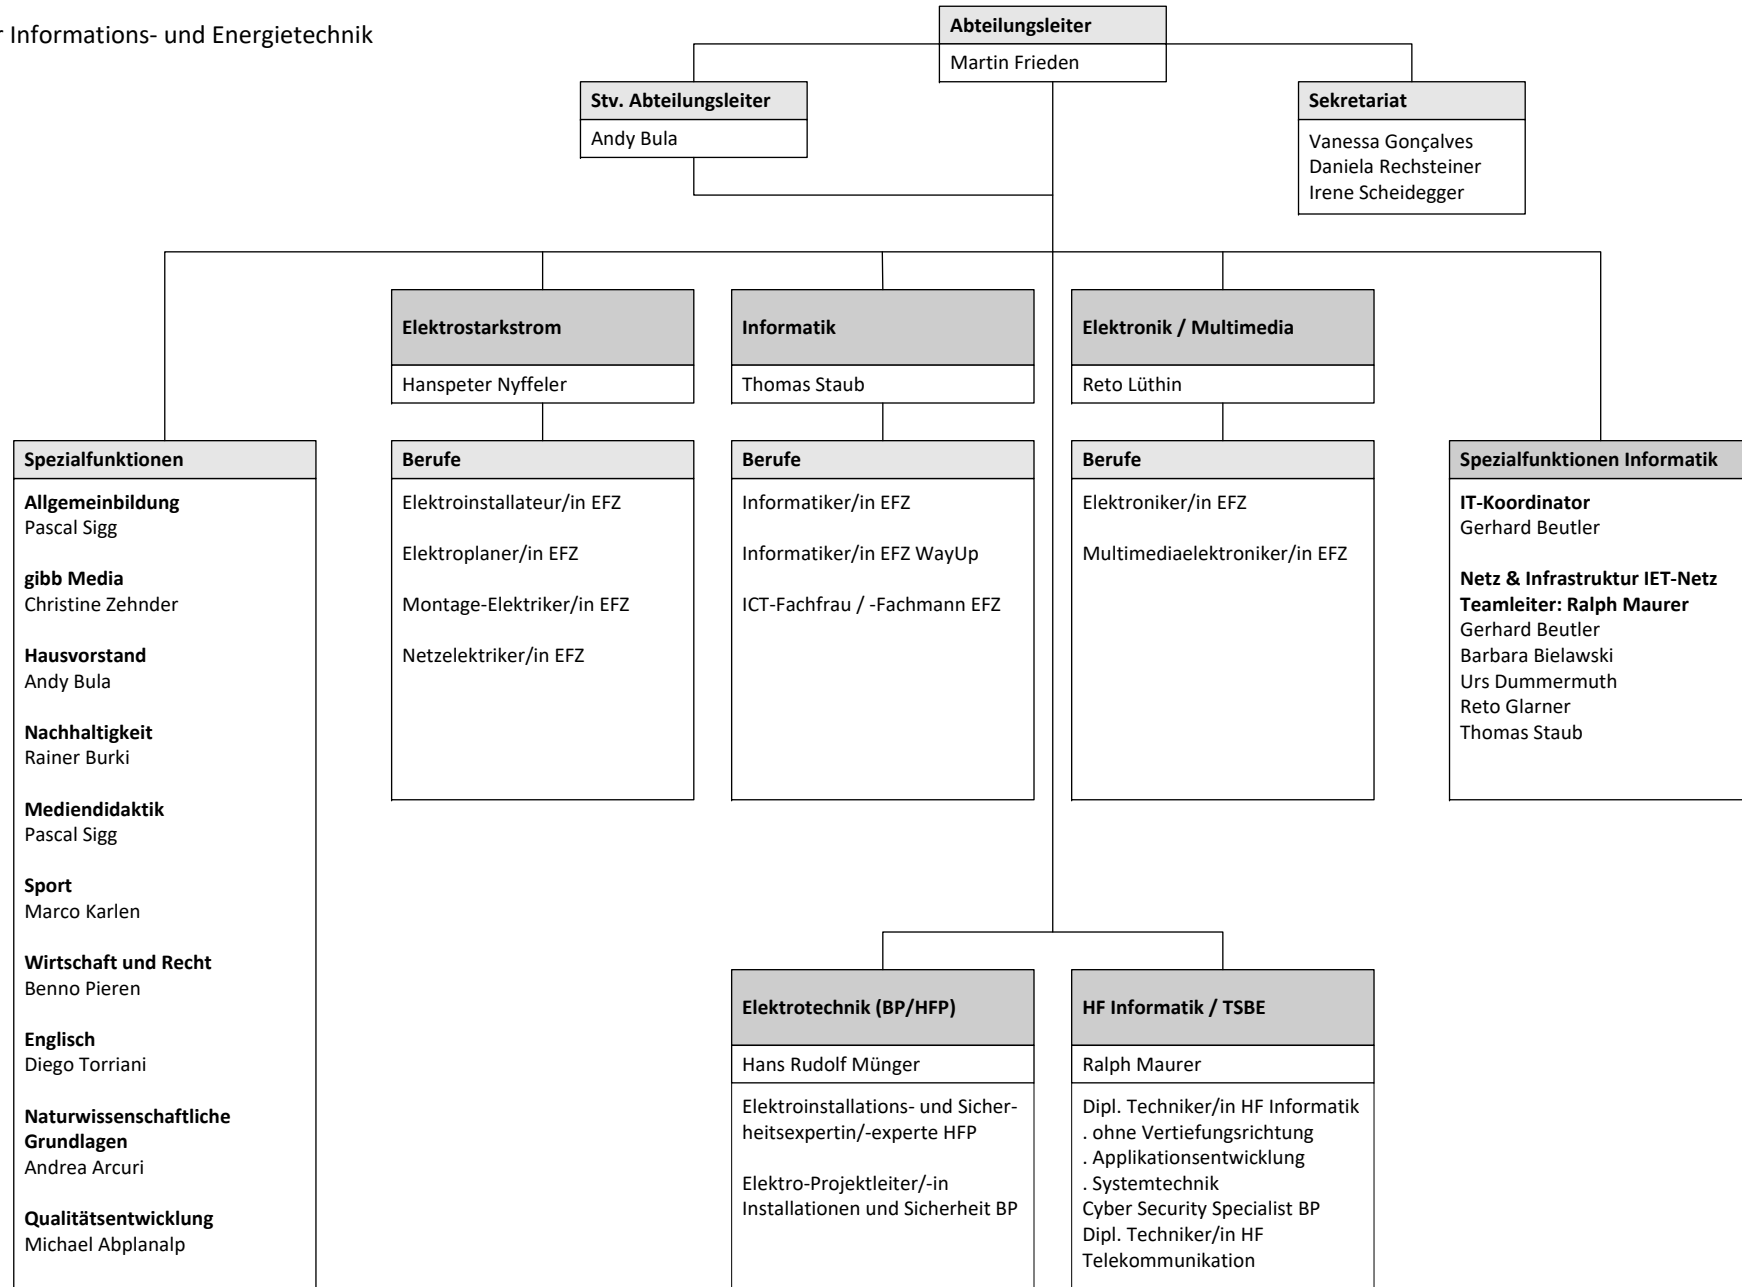 r Informations- und Energietechnik
Abteilungsleiter
Martin Frieden
Stv. Abteilungsleiter
Andy Bula
Sekretariat
Vanessa Gonçalves
Daniela Rechsteiner
Irene Scheidegger
Elektrostarkstrom
Hanspeter Nyffeler
Informatik
Thomas Staub
Elektronik / Multimedia
Reto Lüthin
Spezialfunktionen
Allgemeinbildung
Pascal Sigg
gibb Media
Christine Zehnder
Hausvorstand
Andy Bula
Nachhaltigkeit
Rainer Burki
Mediendidaktik
Pascal Sigg
Sport
Marco Karlen
Wirtschaft und Recht
Benno Pieren
Englisch
Diego Torriani
Naturwissenschaftliche
Grundlagen
Andrea Arcuri
Qualitätsentwicklung
Michael Abplanalp
Berufe
Elektroinstallateur/in EFZ
Elektroplaner/in EFZ
Montage-Elektriker/in EFZ
Netzelektriker/in EFZ
Berufe
Informatiker/in EFZ
Informatiker/in EFZ WayUp
ICT-Fachfrau / -Fachmann EFZ
Berufe
Elektroniker/in EFZ
Multimediaelektroniker/in EFZ
Spezialfunktionen Informatik
IT-Koordinator
Gerhard Beutler
Netz & Infrastruktur IET-Netz
Teamleiter: Ralph Maurer
Gerhard Beutler
Barbara Bielawski
Urs Dummermuth
Reto Glarner
Thomas Staub
Elektrotechnik (BP/HFP)
Hans Rudolf Münger
Elektroinstallations- und Sicher-
heitsexpertin/-experte HFP
Elektro-Projektleiter/-in
Installationen und Sicherheit BP
HF Informatik / TSBE
Ralph Maurer
Dipl. Techniker/in HF Informatik
. ohne Vertiefungsrichtung
. Applikationsentwicklung
. Systemtechnik
Cyber Security Specialist BP
Dipl. Techniker/in HF
Telekommunikation